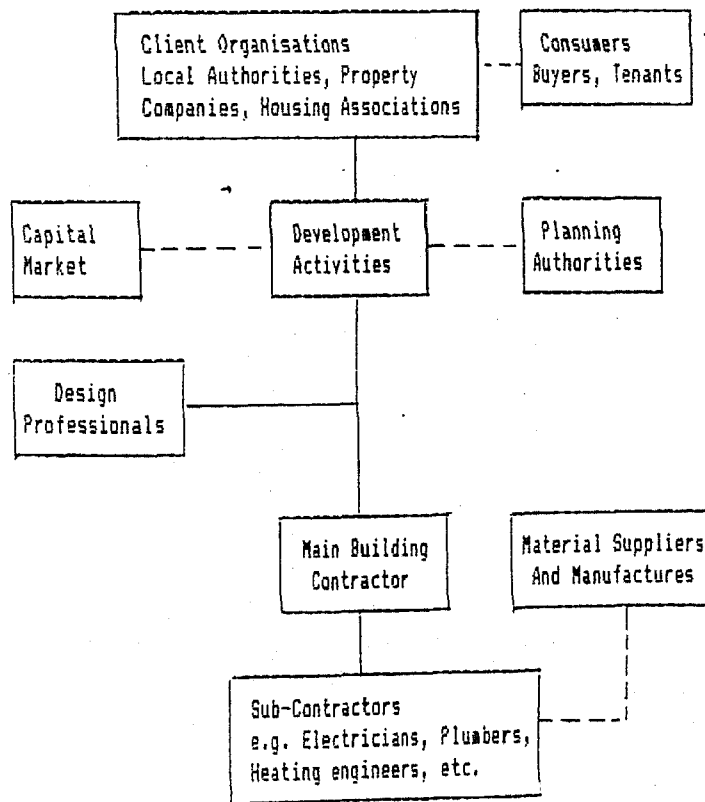 Client Organisations
Local Authorities, Property
Companies, Housing Associations
Consumers
Buyers, Tenants
Capital
Market
Development
Activities
Planning
Authorities
Design
Professionals
Main Building
Contractor
Material Suppliers
And Manufactures
Sub-Contractors
e.g. Electricians, Plumbers,
Heating engineers, etc.